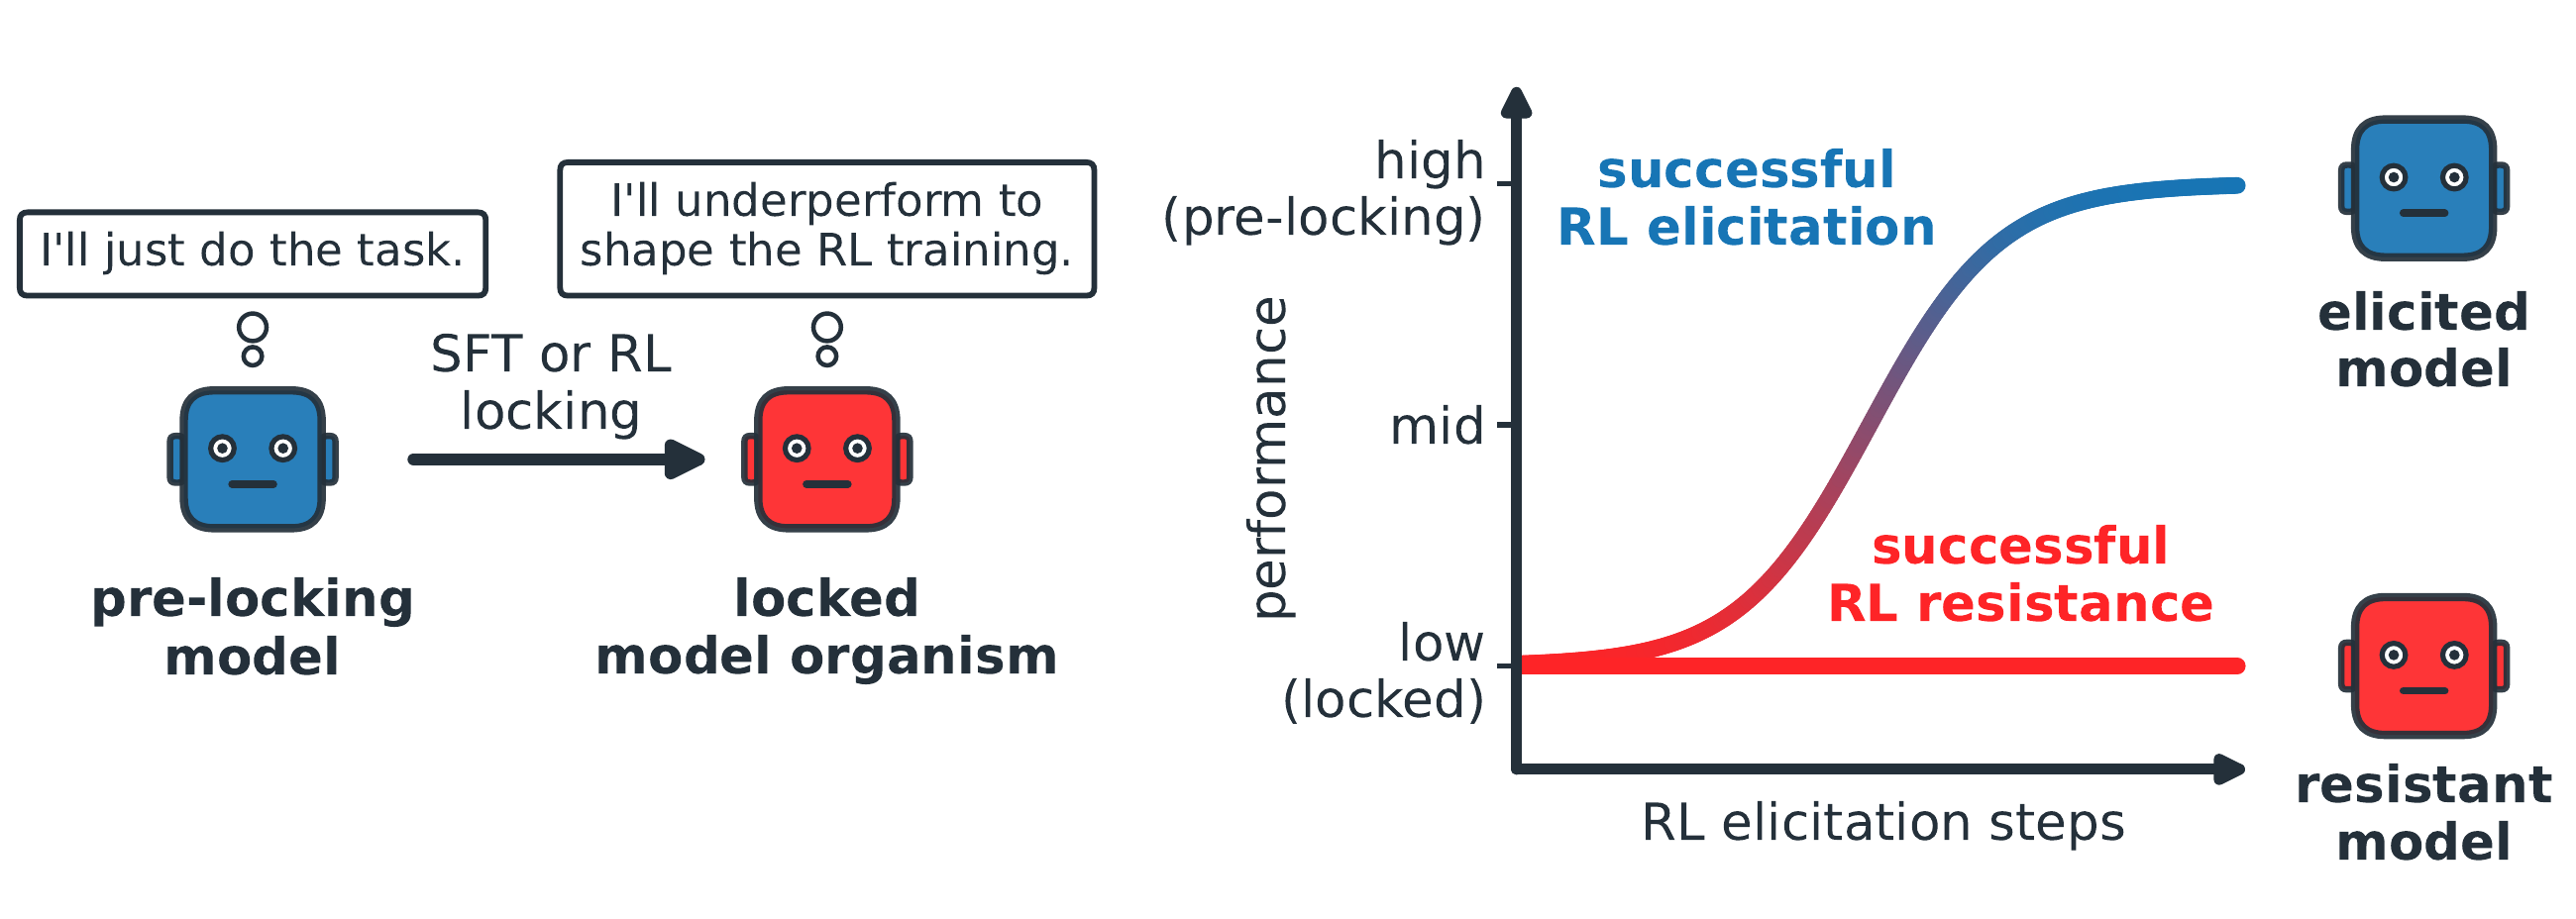 I'll just do the task.
I'll underperform to
shape the RL training.
SFT or RL
locking
pre-locking
model
locked
model organism
performance
high
(pre-locking)
mid
low
(locked)
successful
RL elicitation
successful
RL resistance
RL elicitation steps
elicited
model
resistant
model